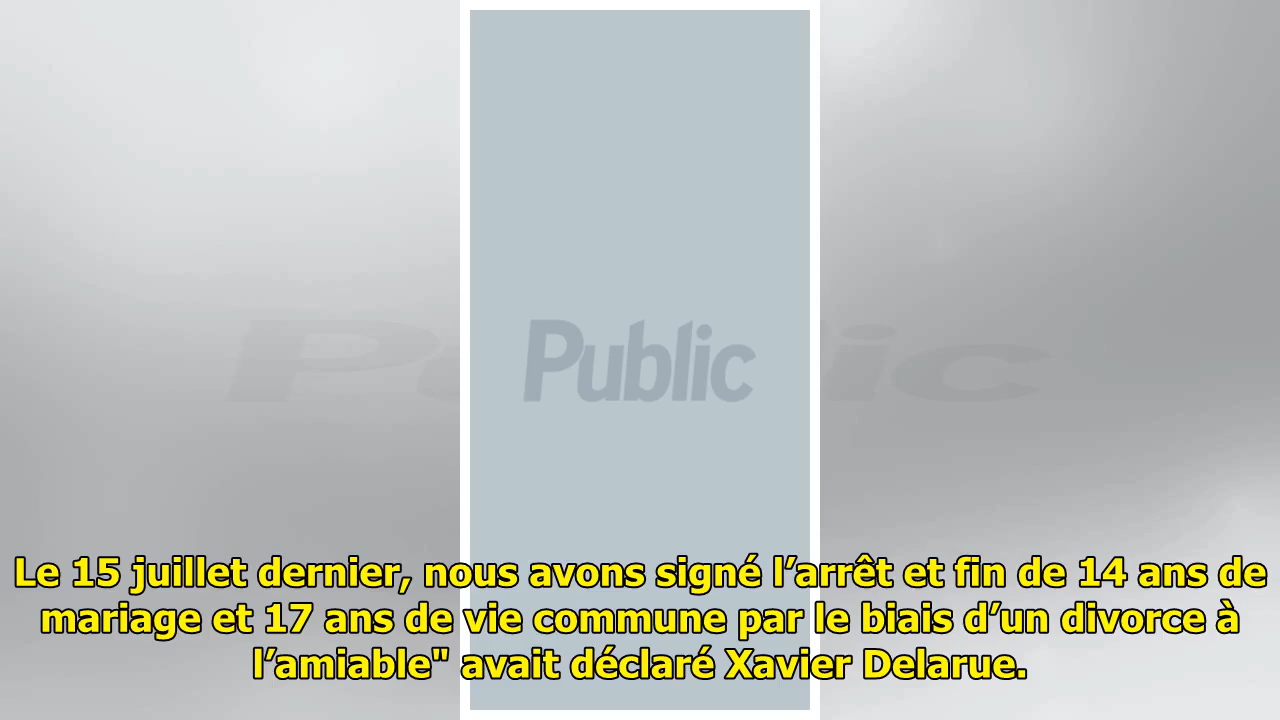 Public
Le 15 juillet dernier, nous avons signé l’arrêt et fin de 14 ans de
mariage et 17 ans de vie commune par le biais d’un divorce à
l’amiable" avait déclaré Xavier Delarue.